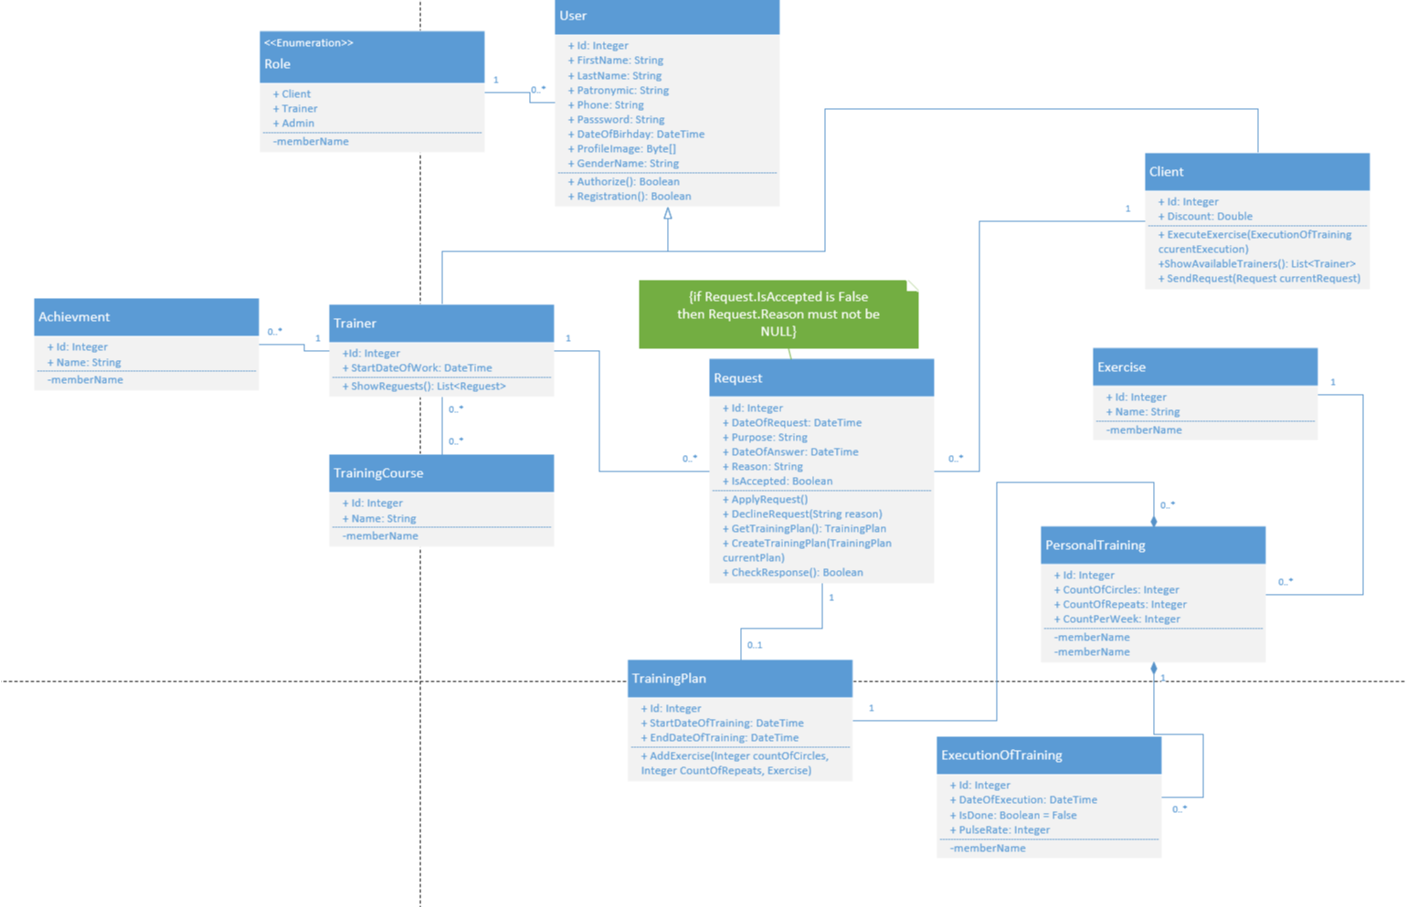 User
+ Id: Integer
+ FirstName: String
+ LastName: String
+ Patronymic: String
+ Phone: String
+ Passsword: String
+ DateOfBirhday: DateTime
+ ProfileImage: Byte[]
+ GenderName: String
+ Authorize(): Boolean
+ Registration(): Boolean
<<Enumeration>>
Role
+ Client
+ Trainer
+ Admin
-memberName
1
0..*
Client
+ Id: Integer
+ Discount: Double
+ ExecuteExercise(ExecutionOfTraining
ccurentExecution)
+ShowAvailableTrainers(): List<Trainer>
+ SendRequest(Request currentRequest)
1
{if Request.IsAccepted is False
then Request.Reason must not be
NULL}
Achievment
+ Id: Integer
+ Name: String
-memberName
0..*
1
Trainer
+Id: Integer
+ StartDateOfWork: DateTime
+ ShowReguests(): List<Reguest>
1
0..*
0..*
TrainingCourse
+ Id: Integer
+ Name: String
-memberName
Request
+ Id: Integer
+ DateOfRequest: DateTime
+ Purpose: String
+ DateOfAnswer: DateTime
+ Reason: String
+ IsAccepted: Boolean
+ ApplyRequest()
+ DeclineRequest(String reason)
+ GetTrainingPlan(): TrainingPlan
+ CreateTrainingPlan(TrainingPlan
currentPlan)
+ CheckResponse(): Boolean
0..*
0..*
1
0..1
Exercise
+ Id: Integer
+ Name: String
-memberName
1
0..*
PersonalTraining
+ Id: Integer
+ CountOfCircles: Integer
+ CountOfRepeats: Integer
+ CountPerWeek: Integer
-memberName
-memberName
0..*
1
TrainingPlan
+ Id: Integer
+ StartDateOfTraining: DateTime
+ EndDateOfTraining: DateTime
+ AddExercise(Integer countOfCircles,
Integer CountOfRepeats, Exercise)
1
ExecutionOfTraining
+ Id: Integer
+ DateOfExecution: DateTime
+ IsDone: Boolean = False
+ PulseRate: Integer
-memberName
0..*